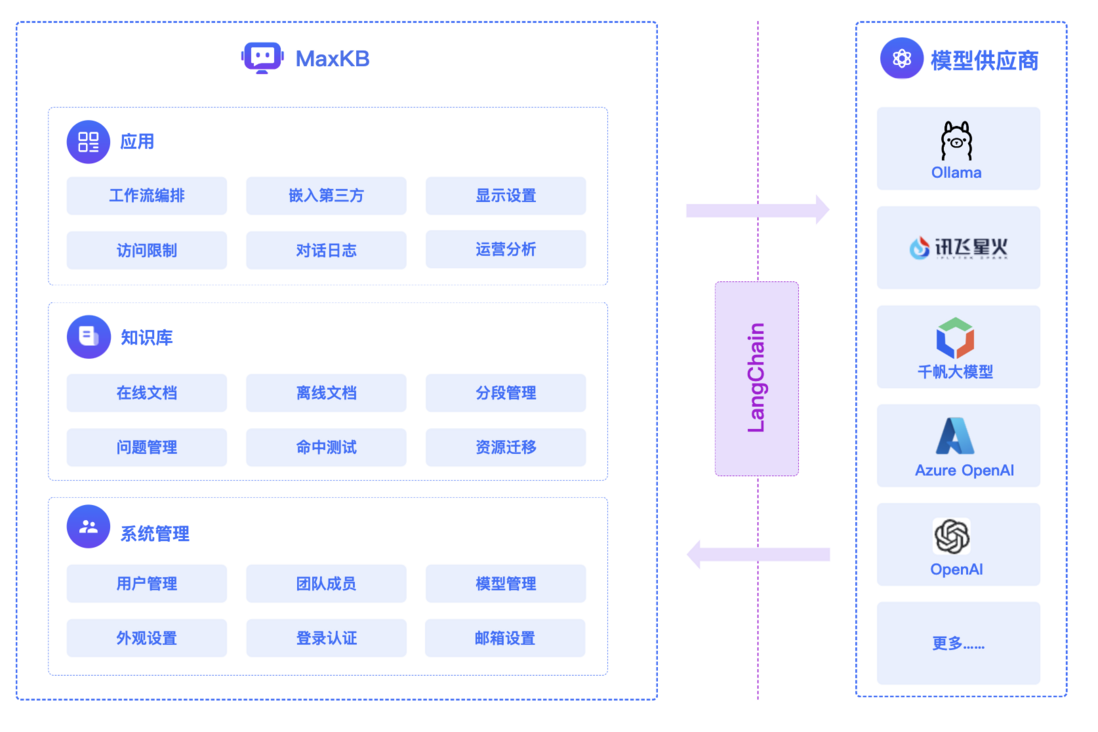 MaxKB
应用
工作流编排
嵌入第三方
显示设置
访问限制
对话日志
运营分析
知识库
在线文档
离线文档
分段管理
问题管理
命中测试
资源迁移
系统管理
用户管理
团队成员
模型管理
外观设置
登录认证
邮箱设置
LangChain
模型供应商
Ollama
讯飞星火
千帆大模型
Azure OpenAI
OpenAI
更多……